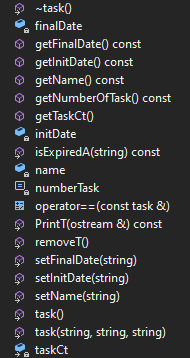 ~task()
finalDate
getFinalDate() const
getInitDate() const
getName() const
getNumberOfTask() const
getTaskCt()
initDate
isExpiredA(string) const
name
numberTask
operator==(const task &)
PrintT(ostream &) const
removeT()
setFinalDate(string)
setInitDate(string)
setName(string)
task()
task(string, string, string)
taskCt